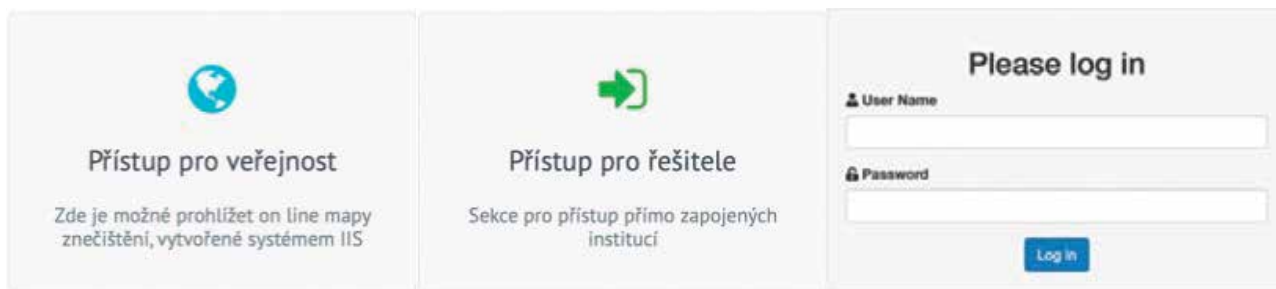 Přístup pro veřejnost
Zde je možné prohlížet on line mapy
znečištění, vytvořené systémem IIS
Přístup pro řešitele
Sekce pro přístup přímo zapojených
institucí
Please log in
User Name
Password
Log in